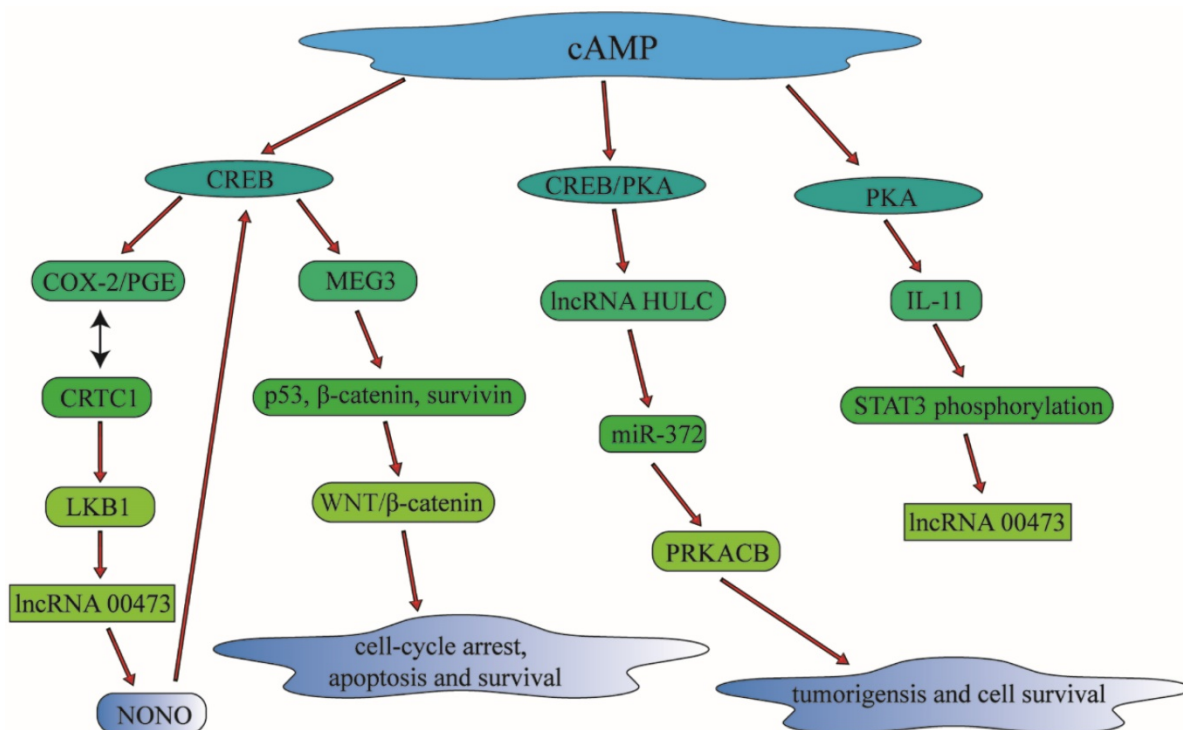 cAMP
CREB
CREB/PKA
PKA
COX-2/PGE
MEG3
lncRNA HULC
IL-11
CRTC1
p53, β-catenin, survivin
miR-372
STAT3 phosphorylation
LKB1
WNT/β-catenin
PRKACB
lncRNA 00473
lncRNA 00473
cell-cycle arrest,
apoptosis and survival
tumorigensis and cell survival
NONO